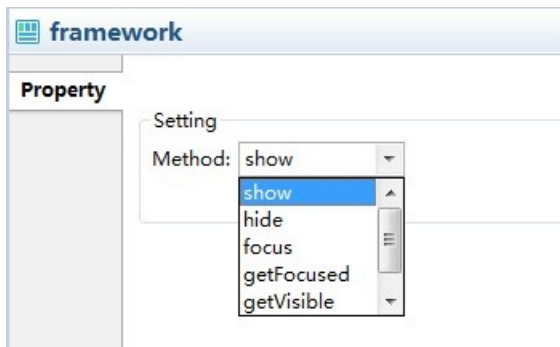 framework
Property
Setting
Method: show
show
hide
focus
getFocused
getVisible